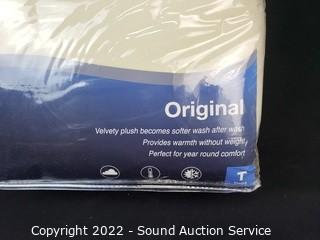 Original
Velvety plush becomes softer wash after wash
Provides warmth without weight
Perfect for year round comfort
T
Copyright 2022 - Sound Auction Service